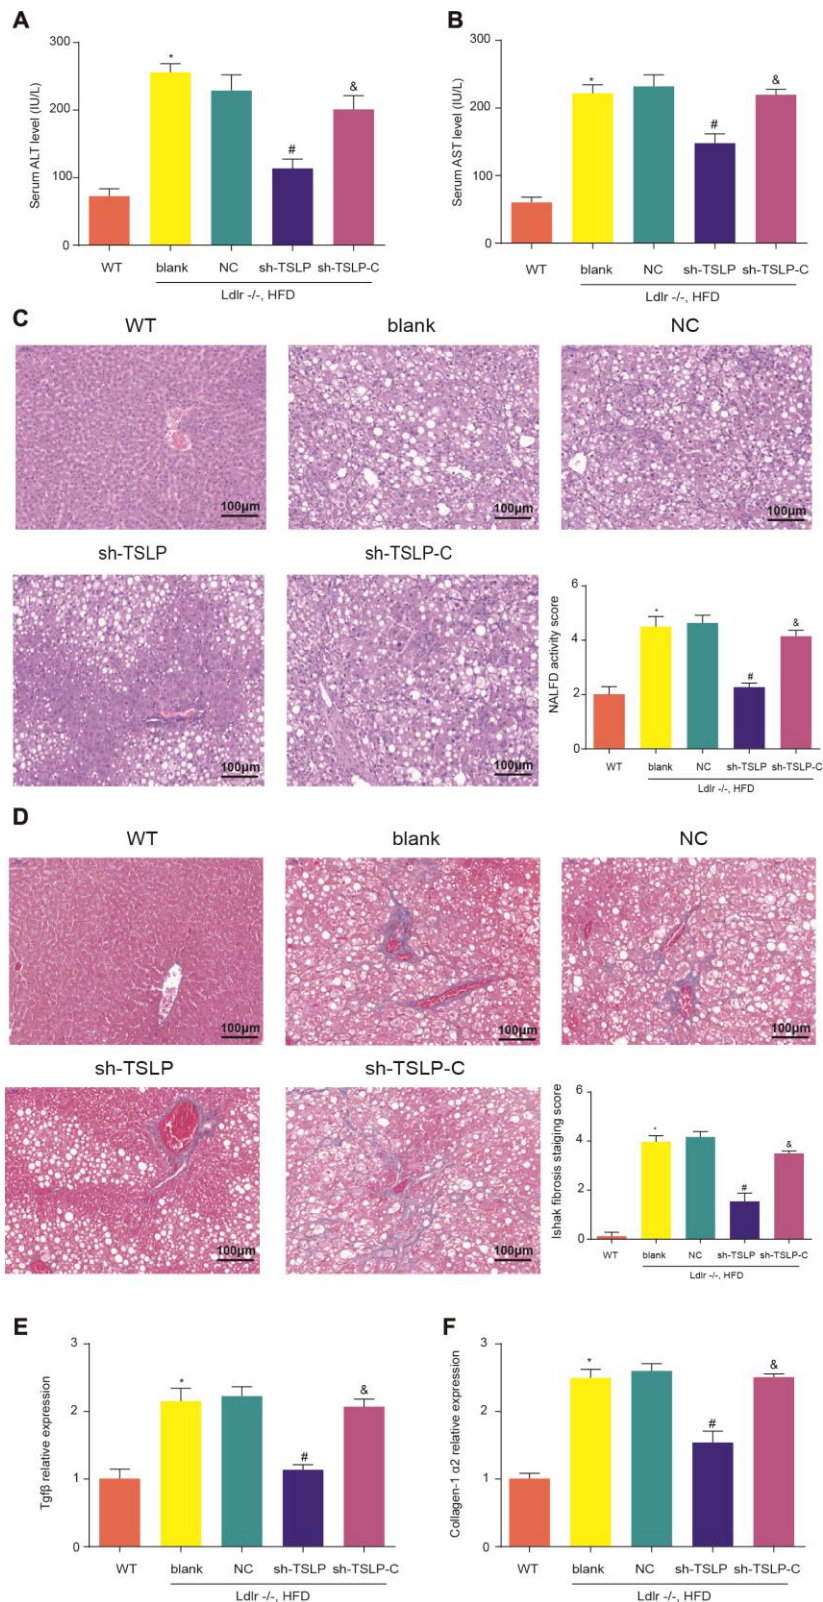 A
Serum ALT level (IU/L)
300
200
100
0
*
#
&
WT blank NC sh-TSLP sh-TSLP-C
Ldlr -/-, HFD
B
Serum AST level (IU/L)
300
200
100
0
*
#
&
WT blank NC sh-TSLP sh-TSLP-C
Ldlr -/-, HFD
C
WT blank NC
100μm 100μm 100μm
sh-TSLP sh-TSLP-C
100μm 100μm
NALFD activity score
6
4
2
0
*
#
&
WT blank NC sh-TSLP sh-TSLP-C
Ldlr -/-, HFD
D
WT blank NC
100μm 100μm 100μm
sh-TSLP sh-TSLP-C
100μm 100μm
Ishak fibrosis staiging score
6
4
2
0
*
#
&
WT blank NC sh-TSLP sh-TSLP-C
Ldlr -/-, HFD
E
Tgfβ relative expression
3
2
1
0
*
#
&
WT blank NC sh-TSLP sh-TSLP-C
Ldlr -/-, HFD
F
Collagen-1 α2 relative expression
3
2
1
0
*
#
&
WT blank NC sh-TSLP sh-TSLP-C
Ldlr -/-, HFD